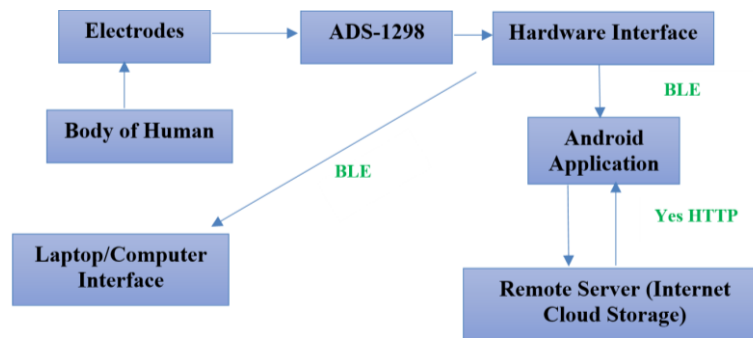 Electrodes
ADS-1298
Hardware Interface
BLE
Body of Human
Android
Application
BLE
Yes HTTP
Laptop/Computer
Interface
Remote Server (Internet
Cloud Storage)